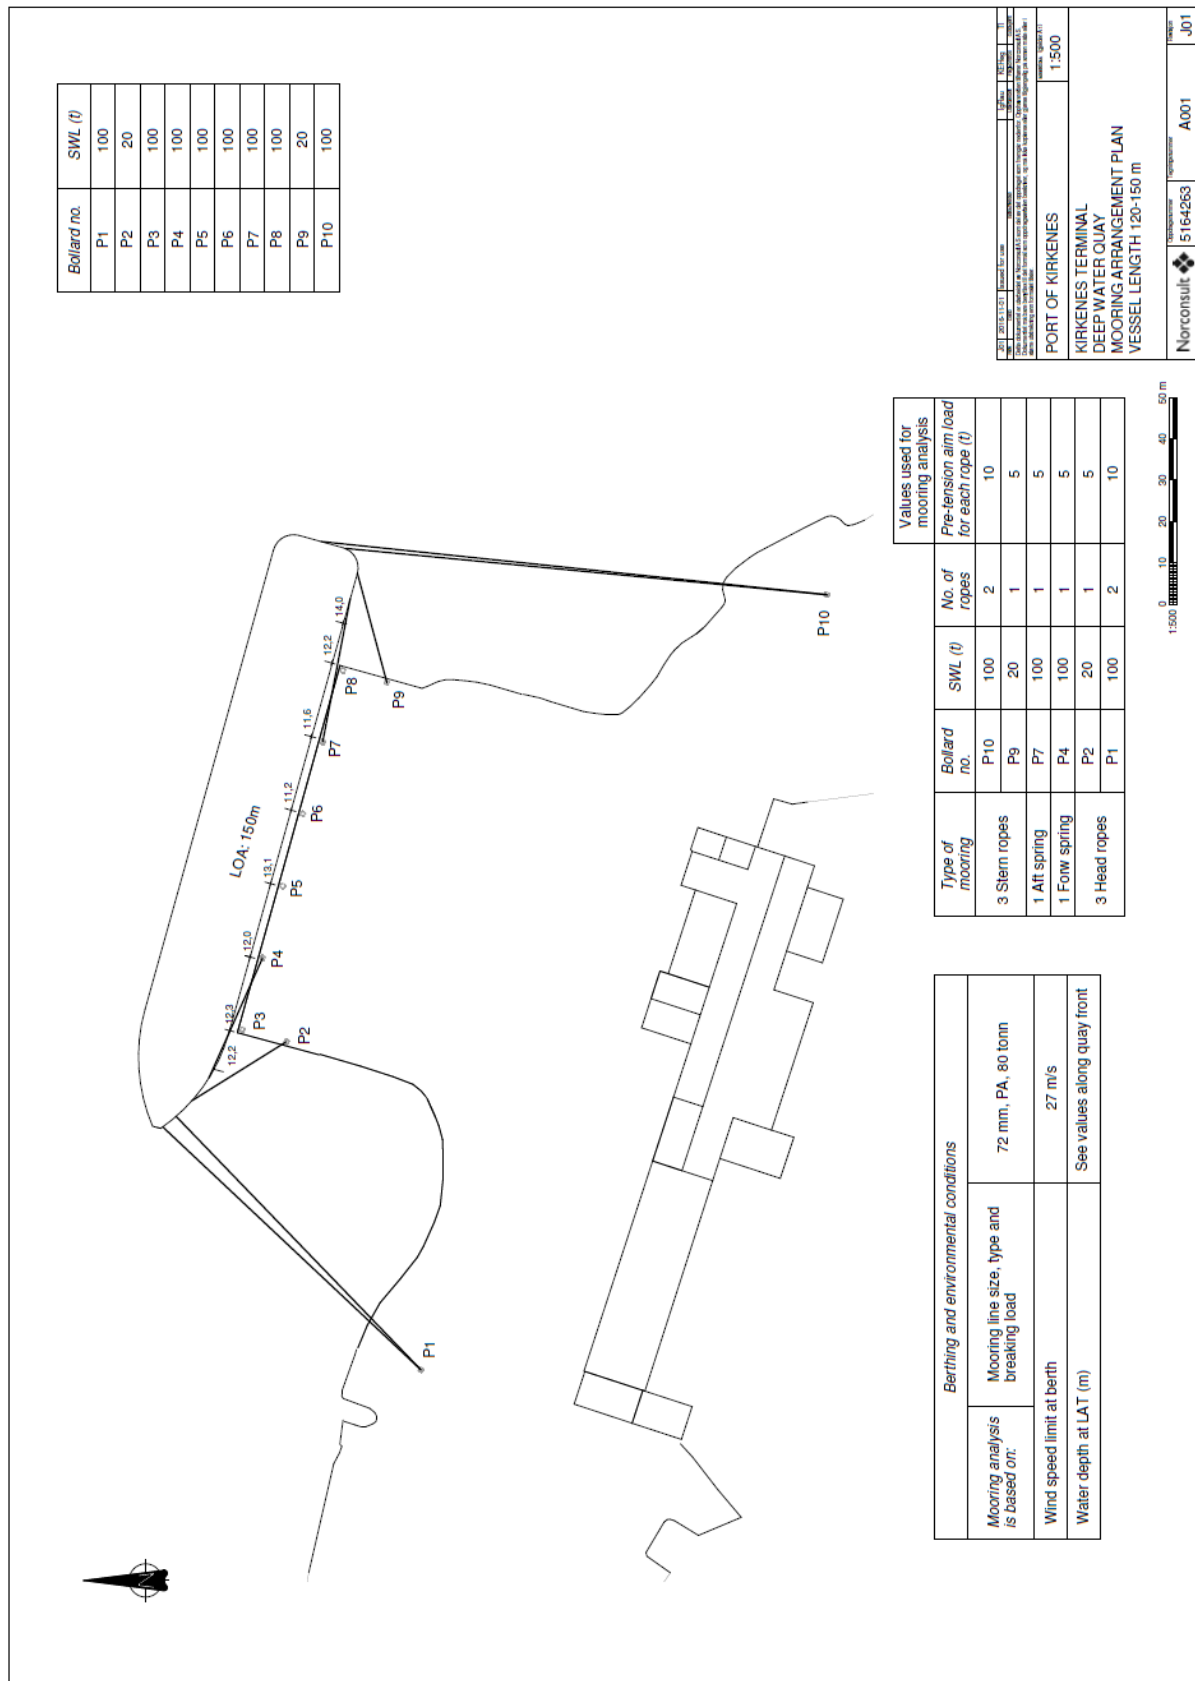 Bollard no. SWL (t)
P1 100
P2 20
P3 100
P4 100
P5 100
P6 100
P7 100
P8 100
P9 20
P10 100
LOA: 150m
12,2
12,3
12,0
13,1
11,2
11,6
12,2
14,0
P1
P2
P3
P4
P5
P6
P7
P8
P9
P10
N
Berthing and environmental conditions
Mooring analysis is based on: Mooring line size, type and breaking load 72 mm, PA, 80 tonn
Wind speed limit at berth 27 m/s
Water depth at LAT (m) See values along quay front
Values used for mooring analysis
Type of mooring Bollard no. SWL (t) No. of ropes Pre-tension aim load for each rope (t)
3 Stern ropes P10 100 2 10
P9 20 1 5
1 Aft spring P7 100 1 5
1 Forw spring P4 100 1 5
3 Head ropes P2 20 1 5
P1 100 2 10
1:500
0 10 20 30 40 50 m
J01 2016-11-01 Issued for use
PORT OF KIRKENES
1:500
KIRKENES TERMINAL
DEEP WATER QUAY
MOORING ARRANGEMENT PLAN
VESSEL LENGTH 120-150 m
Norconsult
5164263
A001
J01